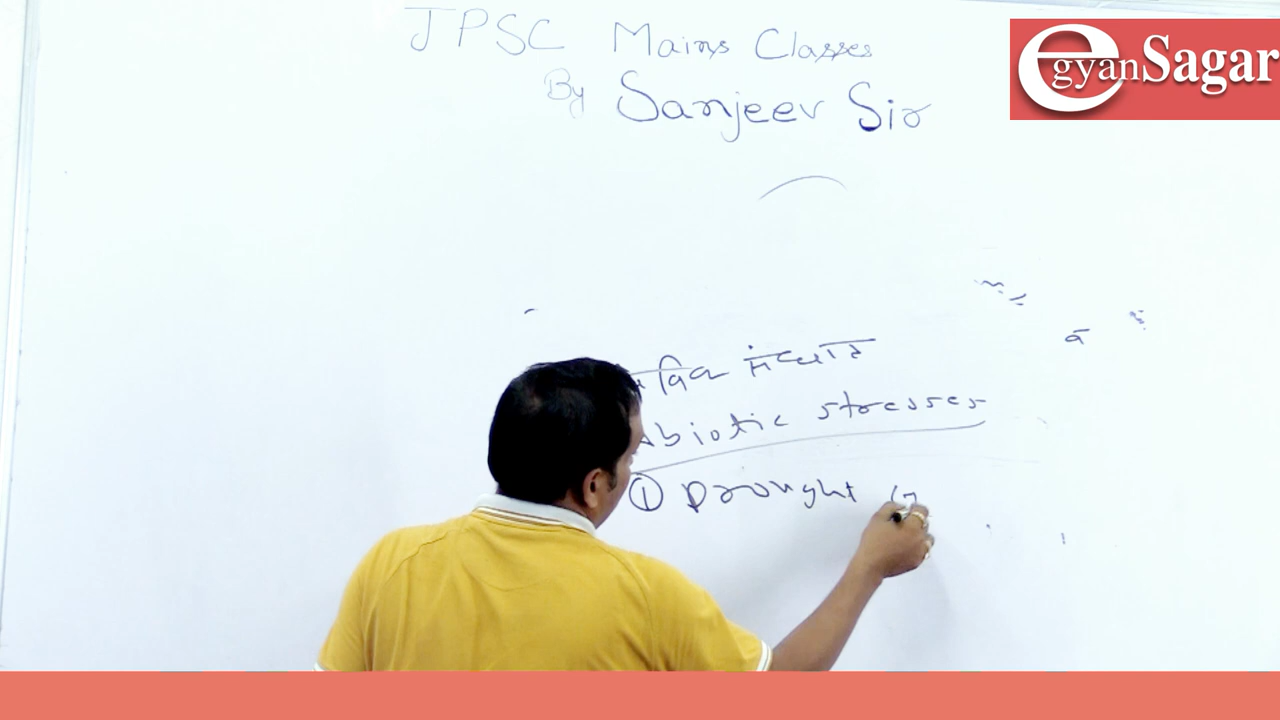 JPSC Mains Classes
By Sanjeev Sir
egyanSagar
abiotic stresses
① Drought (